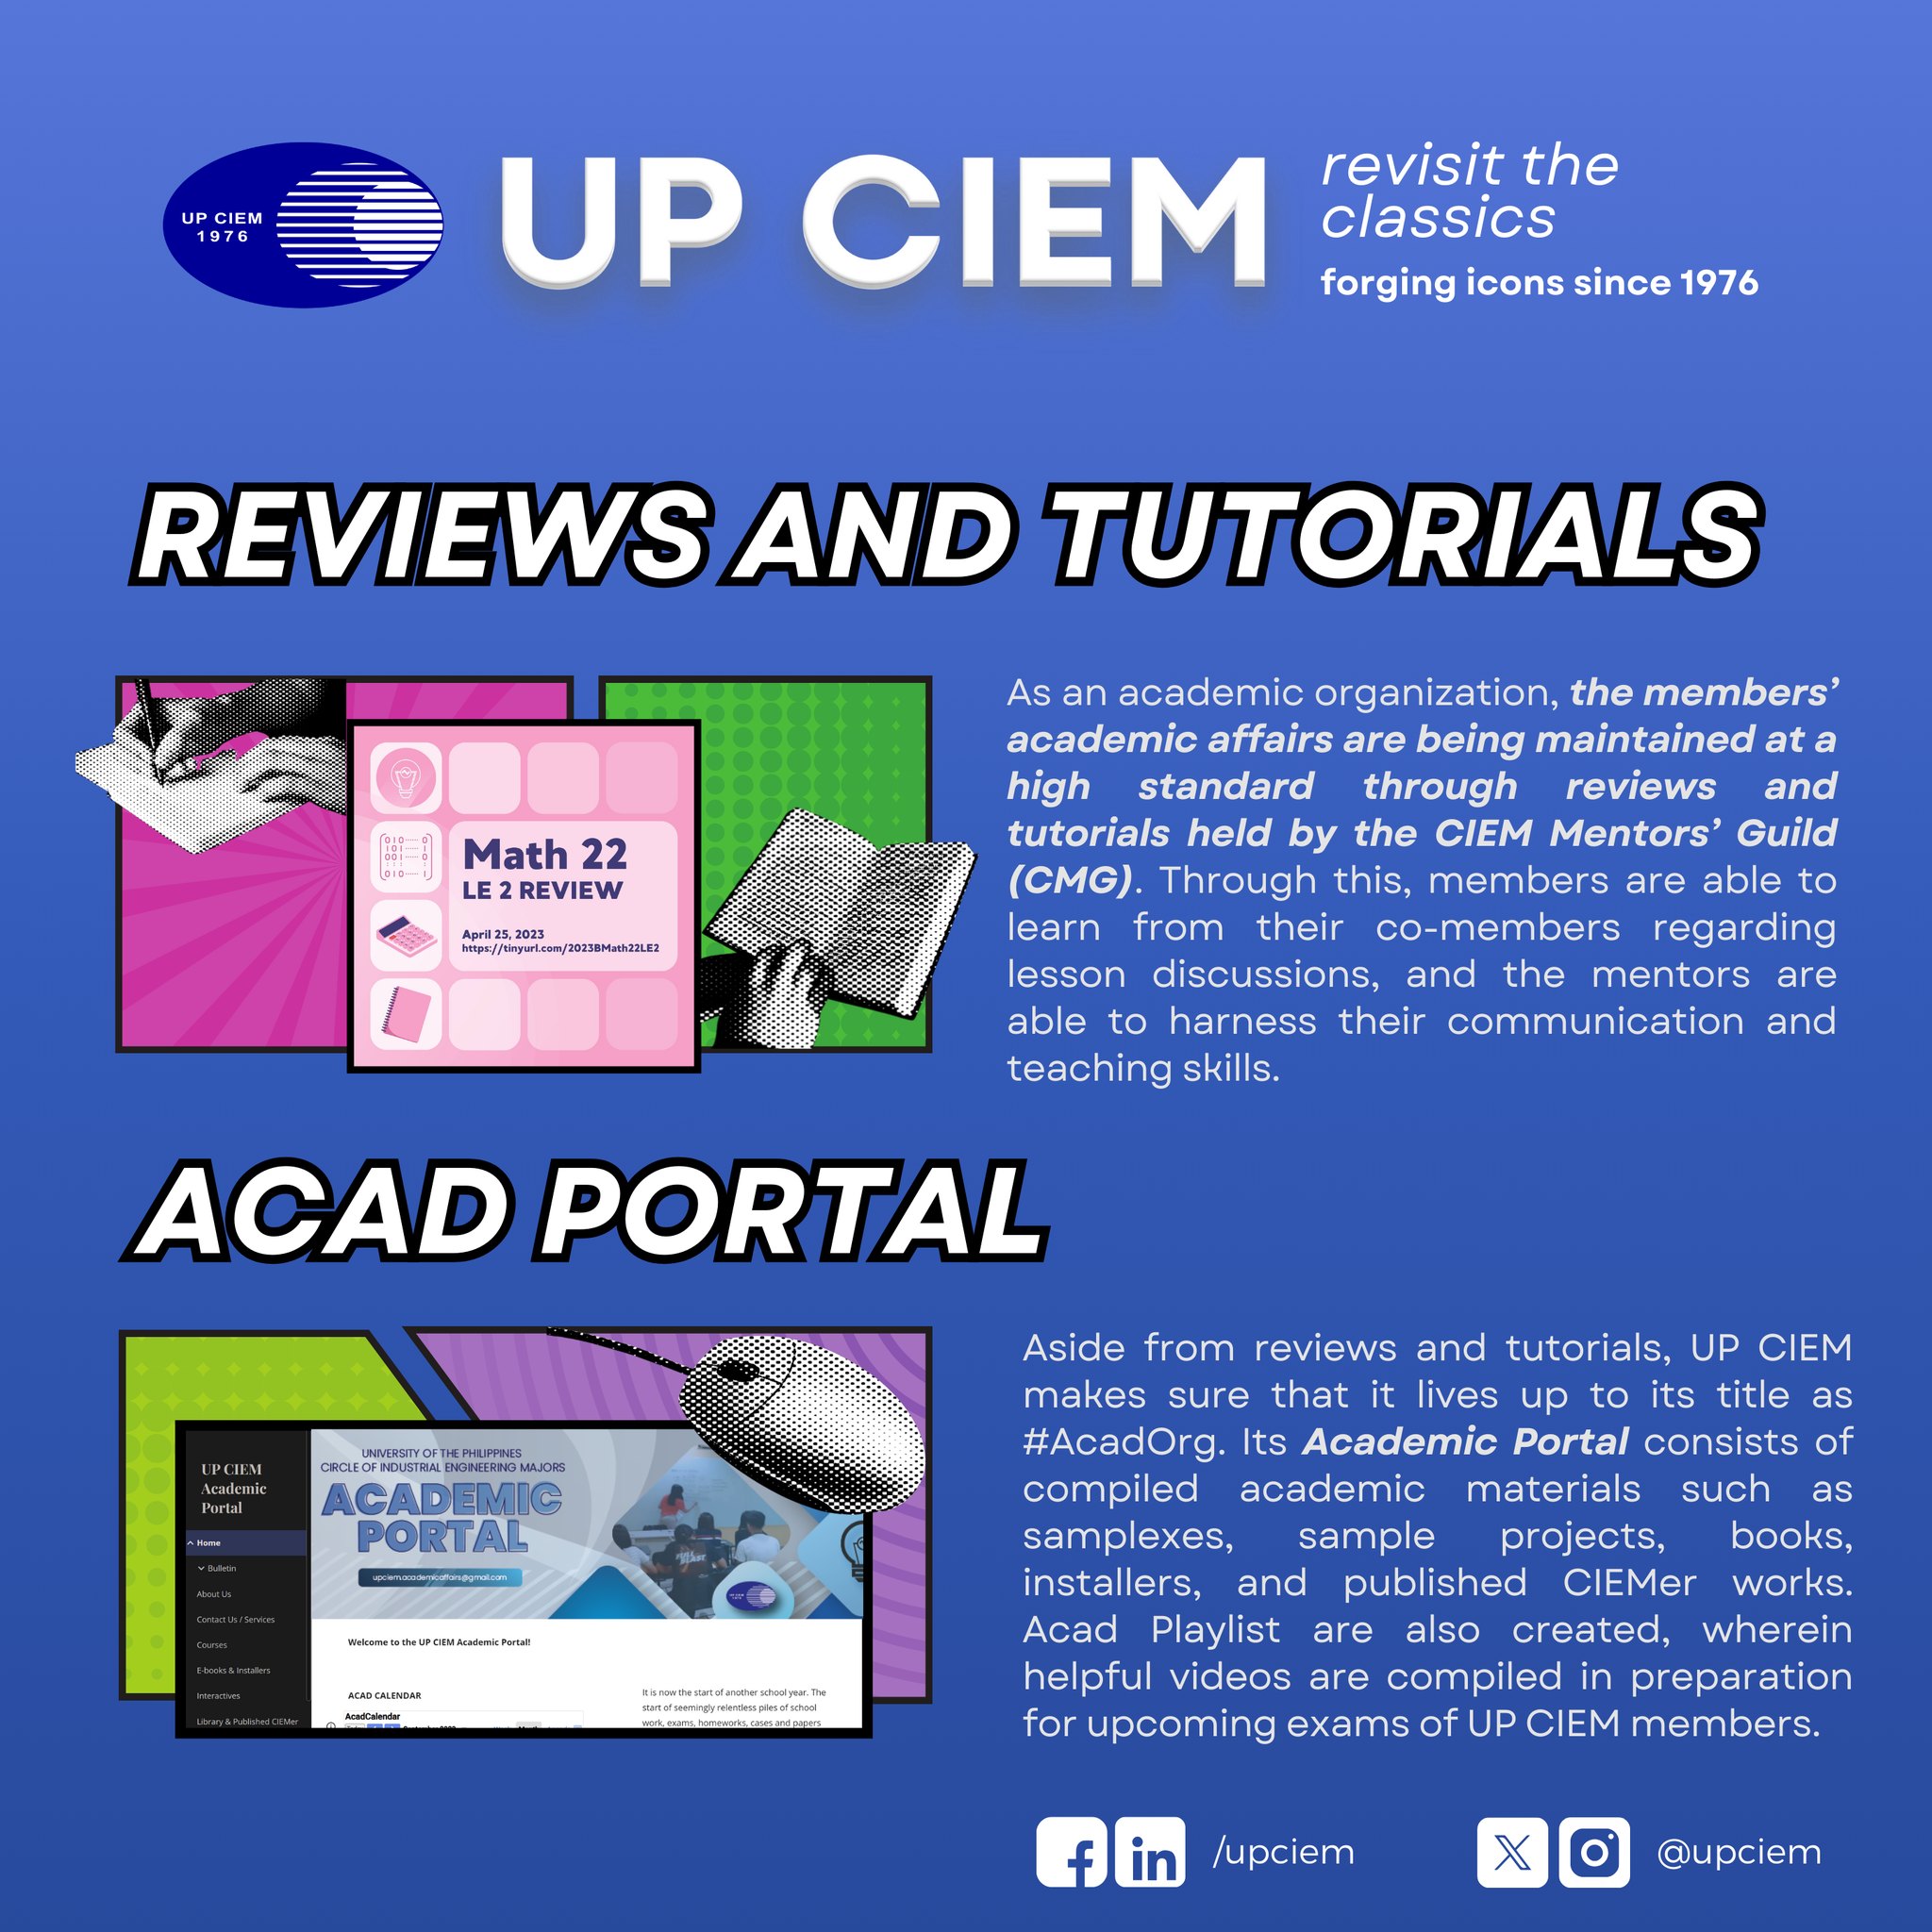 UP CIEM
1976
UP CIEM
revisit the
classics
forging icons since 1976
REVIEWS AND TUTORIALS
Math 22
LE 2 REVIEW
April 25, 2023
https://tinyurl.com/2023BMath22LE2
As an academic organization, the members’
academic affairs are being maintained at a
high standard through reviews and
tutorials held by the CIEM Mentors’ Guild
(CMG). Through this, members are able to
learn from their co-members regarding
lesson discussions, and the mentors are
able to harness their communication and
teaching skills.
ACAD PORTAL
UP CIEM
Academic
Portal
Home
Bulletin
About Us
Contact Us / Services
Courses
E-books & Installers
Interactives
Library & Published CIEMer
UNIVERSITY OF THE PHILIPPINES
CIRCLE OF INDUSTRIAL ENGINEERING MAJORS
ACADEMIC
PORTAL
upciem.academicaffairs@gmail.com
Welcome to the UP CIEM Academic Portal!
ACAD CALENDAR
AcadCalendar
It is now the start of another school year. The
start of seemingly relentless piles of school
work, exams, homeworks, cases and papers
Aside from reviews and tutorials, UP CIEM
makes sure that it lives up to its title as
#AcadOrg. Its Academic Portal consists of
compiled academic materials such as
samplexes, sample projects, books,
installers, and published CIEMer works.
Acad Playlist are also created, wherein
helpful videos are compiled in preparation
for upcoming exams of UP CIEM members.
/upciem
@upciem